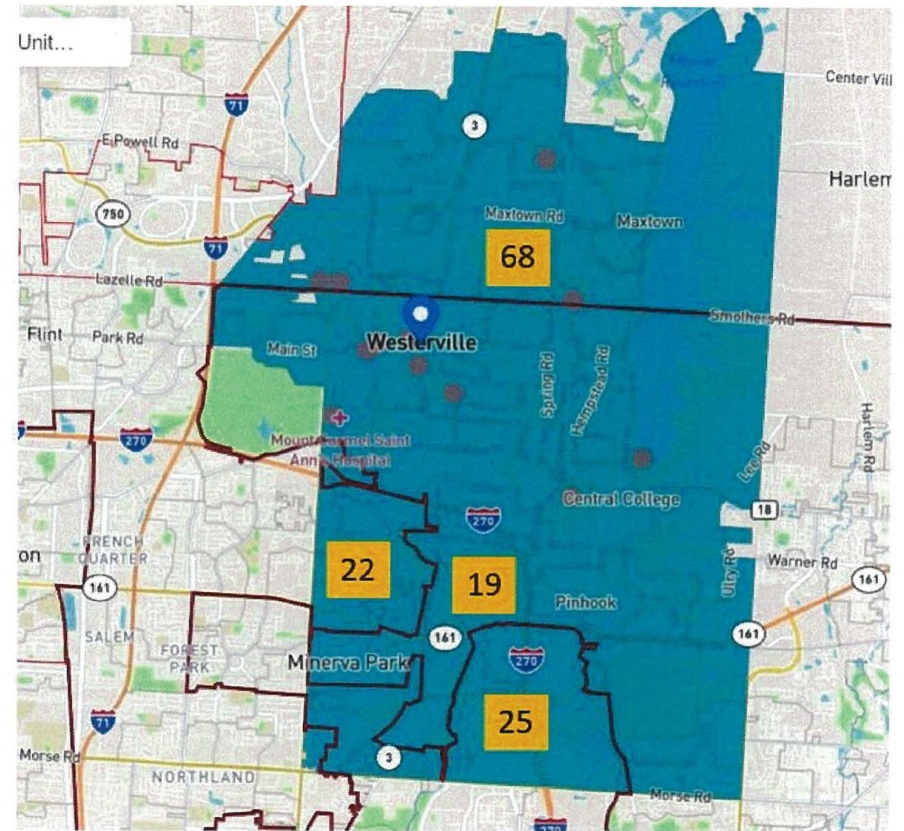 Unit...
71
Center Vill
3
E Powell Rd
Harlem
750
Maxtown Rd
Maxtown
71
68
Lazelle Rd
Smothers Rd
Flint
Park Rd
Westerville
Main St
Spring Rd
Hempstead Rd
Harlem Rd
270
Mount Carmel Saint
Ann's Hospital
Lee Rd
Central College
18
270
FRENCH
QUARTER
on
22
19
Ulry Rd
Warner Rd
161
161
Pinhook
161
161
SALEM
FOREST
PARK
Minerva Park
270
71
25
3
Morse Rd
NORTHLAND
Morse Rd
270